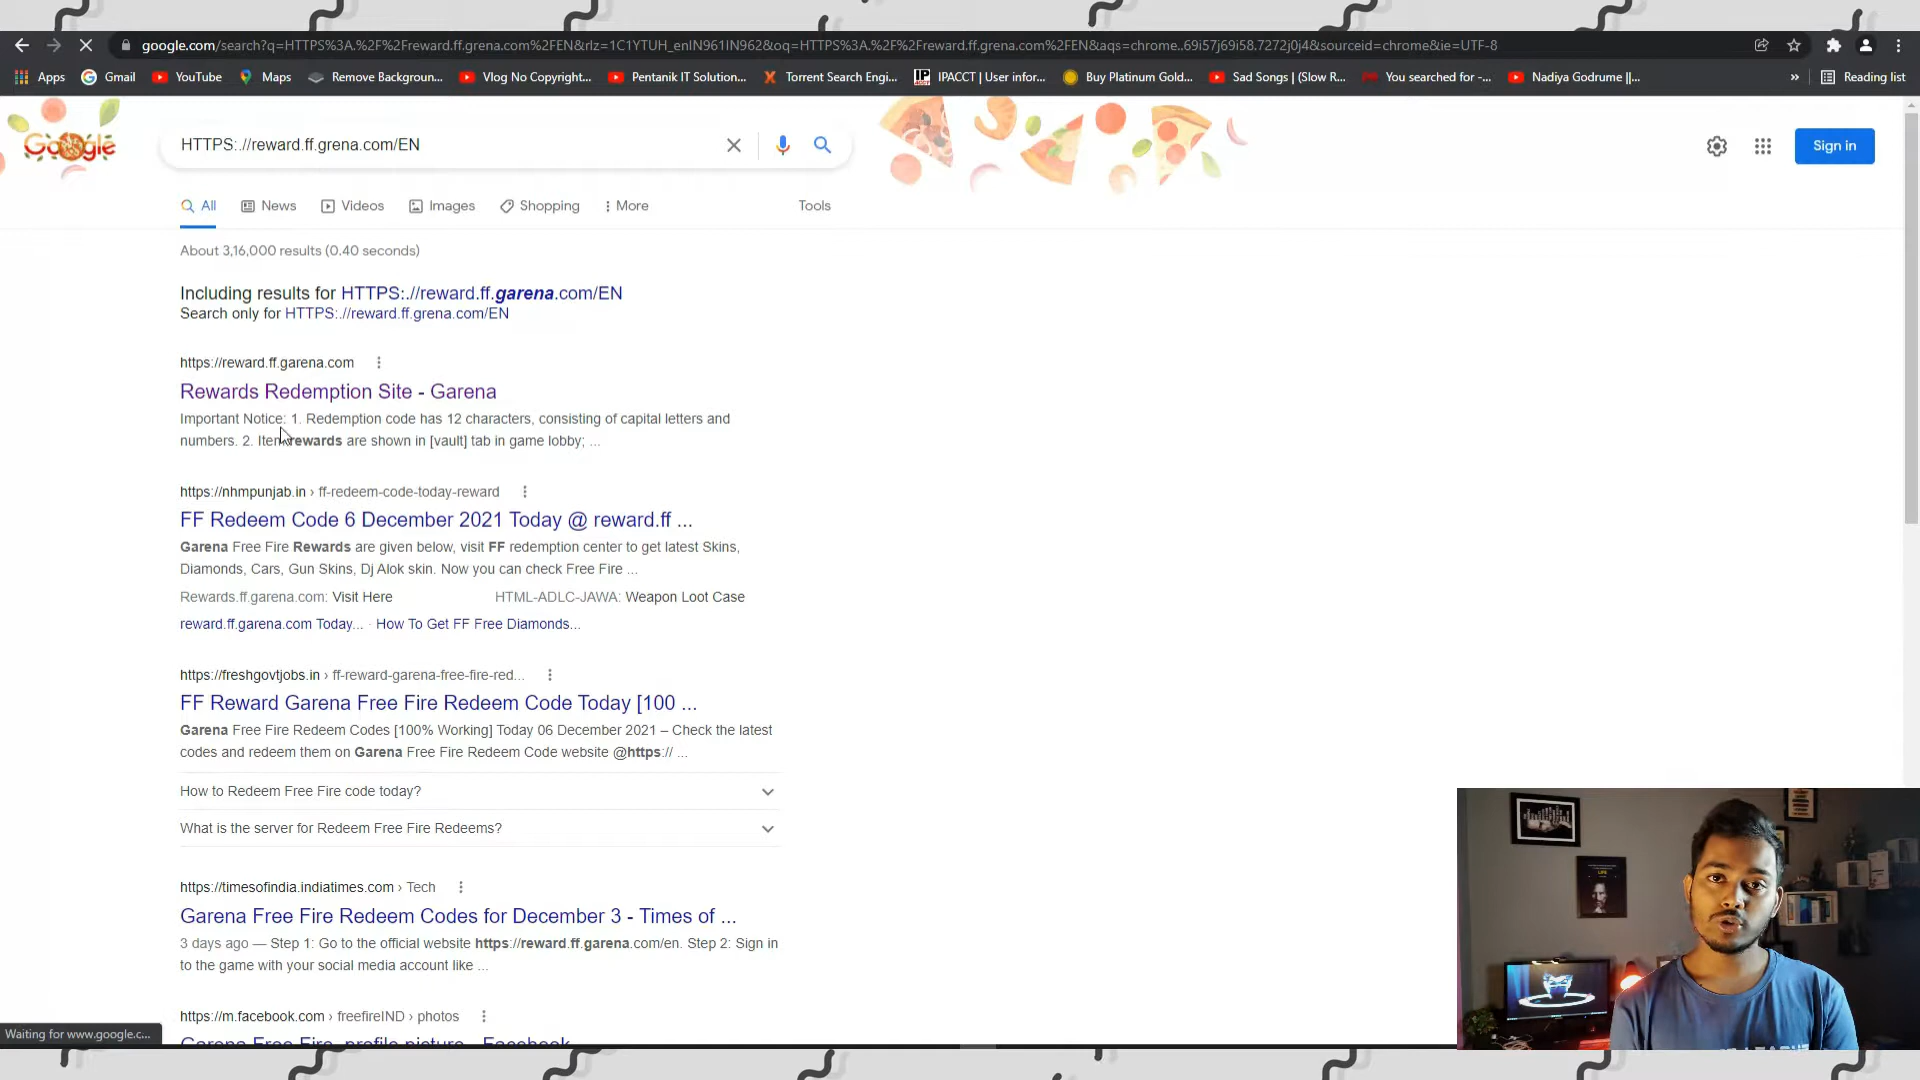 google.com/search?q=HTTPS%3A.%2F%2Freward.ff.grena.com%2FEN&rlz=1C1YTUH_enIN961IN962&oq=HTTPS%3A.%2F%2Freward.ff.grena.com%2FEN&aqs=chrome..69i57j69i58.7272j0j4&sourceid=chrome&ie=UTF-8
Apps Gmail YouTube Maps Remove Backgroun... Vlog No Copyright... Pentanik IT Solution... Torrent Search Engi... IPACCT | User infor... Buy Platinum Gold... Sad Songs | (Slow R... You searched for -... Nadiya Godrume ||... » Reading list
Google HTTPS:.//reward.ff.grena.com/EN Sign in
All News Videos Images Shopping More Tools
About 3,16,000 results (0.40 seconds)
Including results for HTTPS:.//reward.ff.garena.com/EN
Search only for HTTPS:.//reward.ff.grena.com/EN
https://reward.ff.garena.com
Rewards Redemption Site - Garena
Important Notice: 1. Redemption code has 12 characters, consisting of capital letters and
numbers. 2. Item rewards are shown in [vault] tab in game lobby; ...
https://nhmpunjab.in › ff-redeem-code-today-reward
FF Redeem Code 6 December 2021 Today @ reward.ff ...
Garena Free Fire Rewards are given below, visit FF redemption center to get latest Skins,
Diamonds, Cars, Gun Skins, Dj Alok skin. Now you can check Free Fire ...
Rewards.ff.garena.com: Visit Here HTML-ADLC-JAWA: Weapon Loot Case
reward.ff.garena.com Today... · How To Get FF Free Diamonds...
https://freshgovtjobs.in › ff-reward-garena-free-fire-red...
FF Reward Garena Free Fire Redeem Code Today [100 ...
Garena Free Fire Redeem Codes [100% Working] Today 06 December 2021 – Check the latest
codes and redeem them on Garena Free Fire Redeem Code website @https:// ...
How to Redeem Free Fire code today?
What is the server for Redeem Free Fire Redeems?
https://timesofindia.indiatimes.com › Tech
Garena Free Fire Redeem Codes for December 3 - Times of ...
3 days ago — Step 1: Go to the official website https://reward.ff.garena.com/en. Step 2: Sign in
to the game with your social media account like ...
https://m.facebook.com › freefireIND › photos
Garena Free Fire, profile picture - Facebook
Waiting for www.google.c...